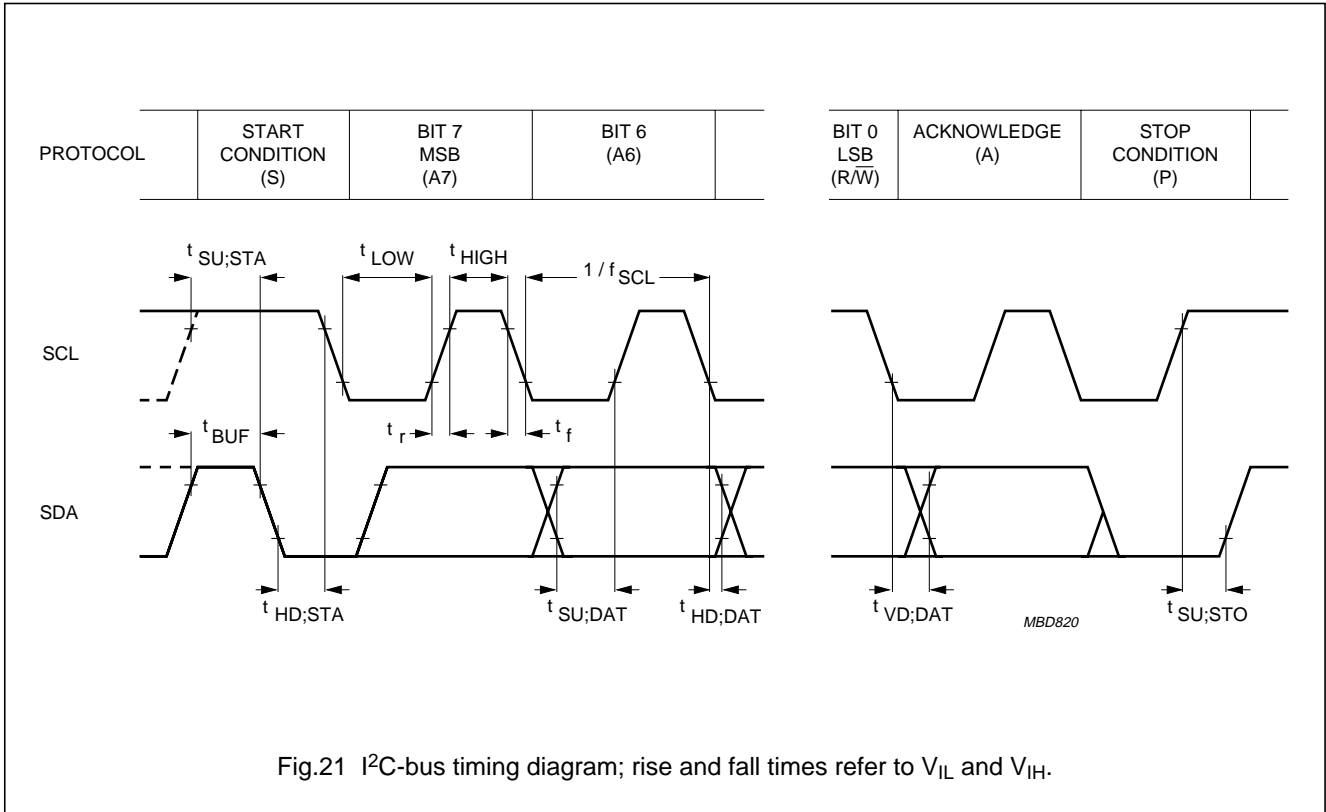 PROTOCOL
START
CONDITION
(S)
BIT 7
MSB
(A7)
BIT 6
(A6)
BIT 0
LSB
(R/W̅)
ACKNOWLEDGE
(A)
STOP
CONDITION
(P)
t SU;STA
t LOW
t HIGH
1 / f SCL
SCL
t BUF
t r
t f
SDA
t HD;STA
t SU;DAT
t HD;DAT
t VD;DAT
MBD820
t SU;STO
Fig.21 I²C-bus timing diagram; rise and fall times refer to VIL and VIH.